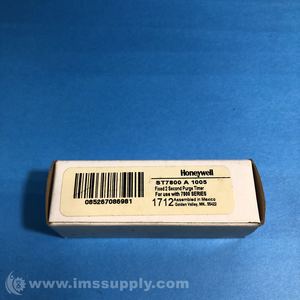 Honeywell
ST7800 A 1005
Fixed 2 Second Purge Timer
For use with 7800 SERIES
1712 Assembled in Mexico
Golden Valley, MN. 55422
085267086981
© www.imssupply.com